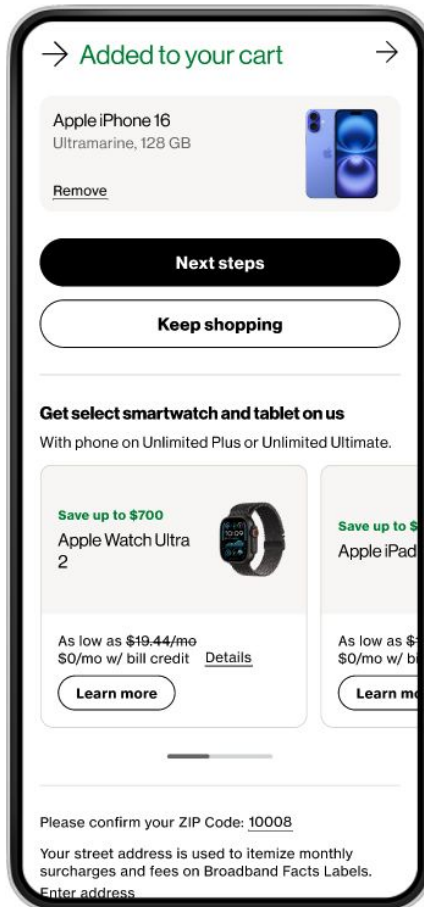 Added to your cart
Apple iPhone 16
Ultramarine, 128 GB
Remove
Next steps
Keep shopping
Get select smartwatch and tablet on us
With phone on Unlimited Plus or Unlimited Ultimate.
Save up to $700
Apple Watch Ultra
2
As low as $19.44/mo
$0/mo w/ bill credit Details
Learn more
Save up to $
Apple iPad
As low as $
$0/mo w/ bi
Learn mo
Please confirm your ZIP Code: 10008
Your street address is used to itemize monthly
surcharges and fees on Broadband Facts Labels.
Enter address